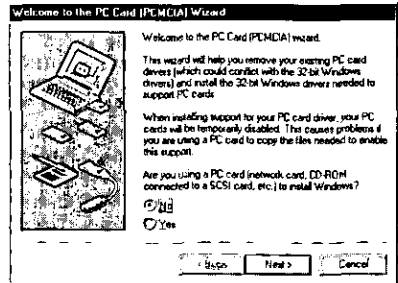 Welcome to the PC Card (PCMCIA) Wizard
Welcome to the PC Card (PCMCIA) wizard.
This wizard will help you remove your existing PC card
drivers (which could conflict with the 32-bit Windows
drivers) and install the 32-bit Windows drivers needed to
support PC cards.
When installing support for your PC card driver, your PC
cards will be temporarily disabled. This causes problems if
you are using a PC card to copy the files needed to enable
this support.
Are you using a PC card (network card, CD-ROM
connected to a SCSI card, etc.) to install Windows?
No
Yes
< Back
Next >
Cancel